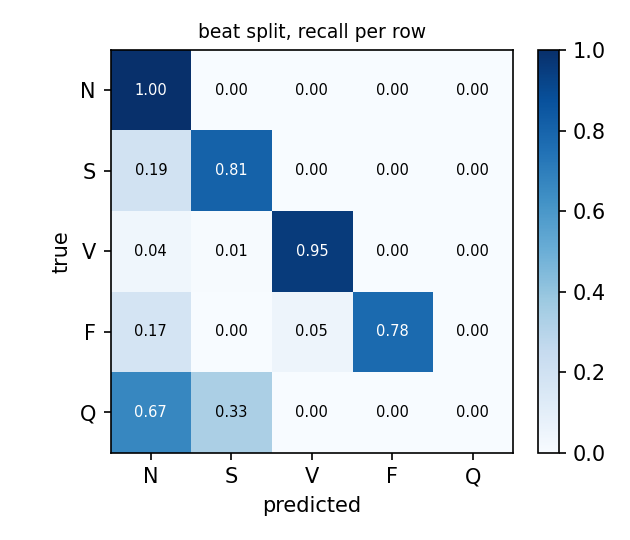 beat split, recall per row
N 1.00 0.00 0.00 0.00 0.00
S 0.19 0.81 0.00 0.00 0.00
V 0.04 0.01 0.95 0.00 0.00
F 0.17 0.00 0.05 0.78 0.00
Q 0.67 0.33 0.00 0.00 0.00
N S V F Q
predicted
true
1.0
0.8
0.6
0.4
0.2
0.0